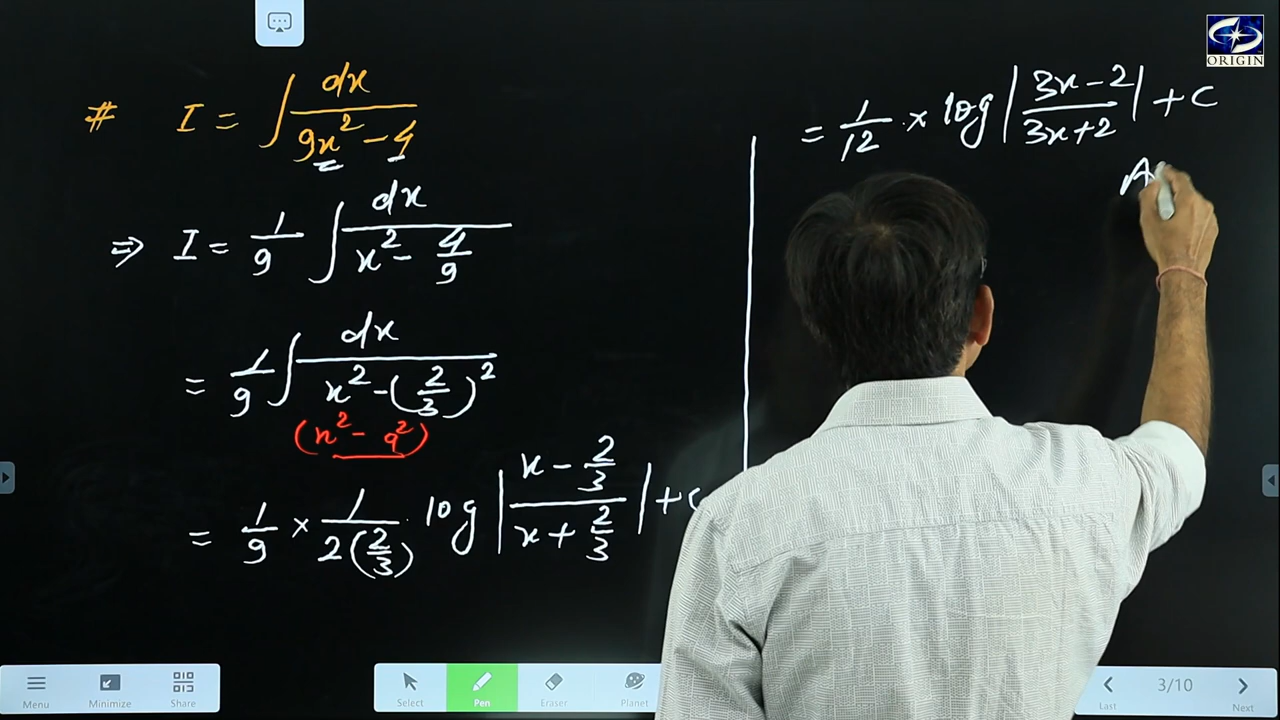 # I = ∫ dx / 9x² - 4
⇒ I = 1/9 ∫ dx / x² - 4/9
= 1/9 ∫ dx / x² - (2/3)²
(x² - a²)
= 1/9 × 1/2(2/3) · log | x - 2/3 / x + 2/3 | + c
= 1/12 · × log | 3x - 2 / 3x + 2 | + c
A
ORIGIN
Menu
Minimize
Share
Select
Pen
Eraser
Planet
Last
3/10
Next